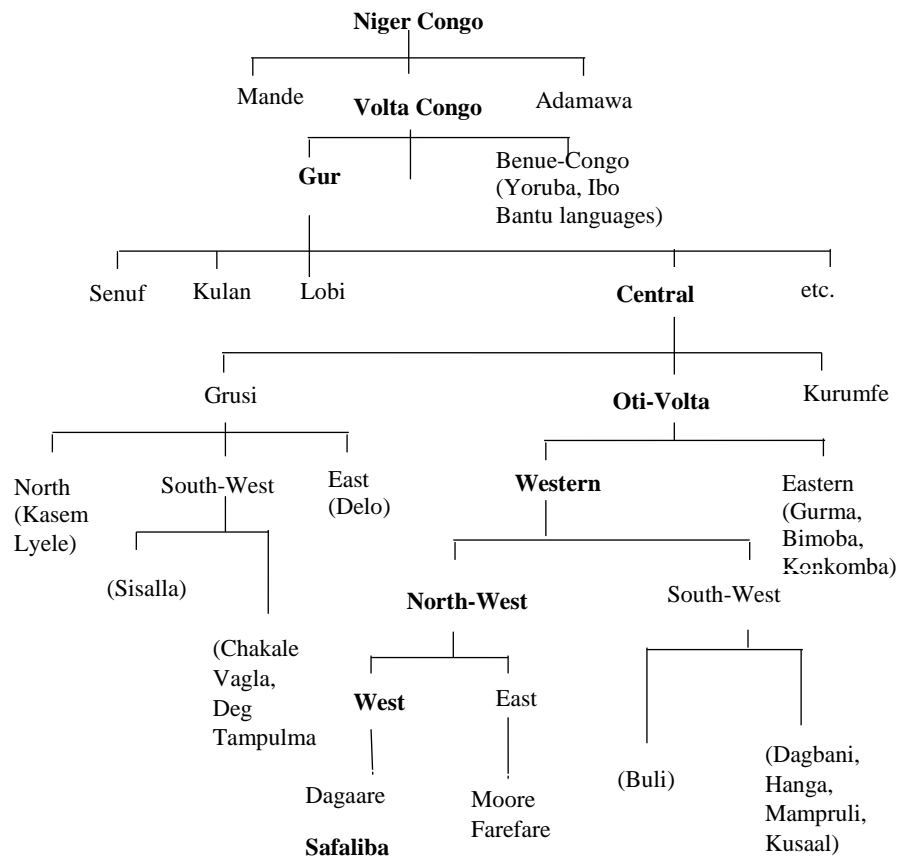 Niger Congo
Mande
Volta Congo
Adamawa
Gur
Benue-Congo
(Yoruba, Ibo
Bantu languages)
Senuf
Kulan
Lobi
Central
etc.
Grusi
Oti-Volta
Kurumfe
North
(Kasem
Lyele)
South-West
East
(Delo)
Western
Eastern
(Gurma,
Bimoba,
Konkomba)
(Sisalla)
North-West
South-West
(Chakale
Vagla,
Deg
Tampulma
West
East
Dagaare
Safaliba
Moore
Farefare
(Buli)
(Dagbani,
Hanga,
Mampruli,
Kusaal)